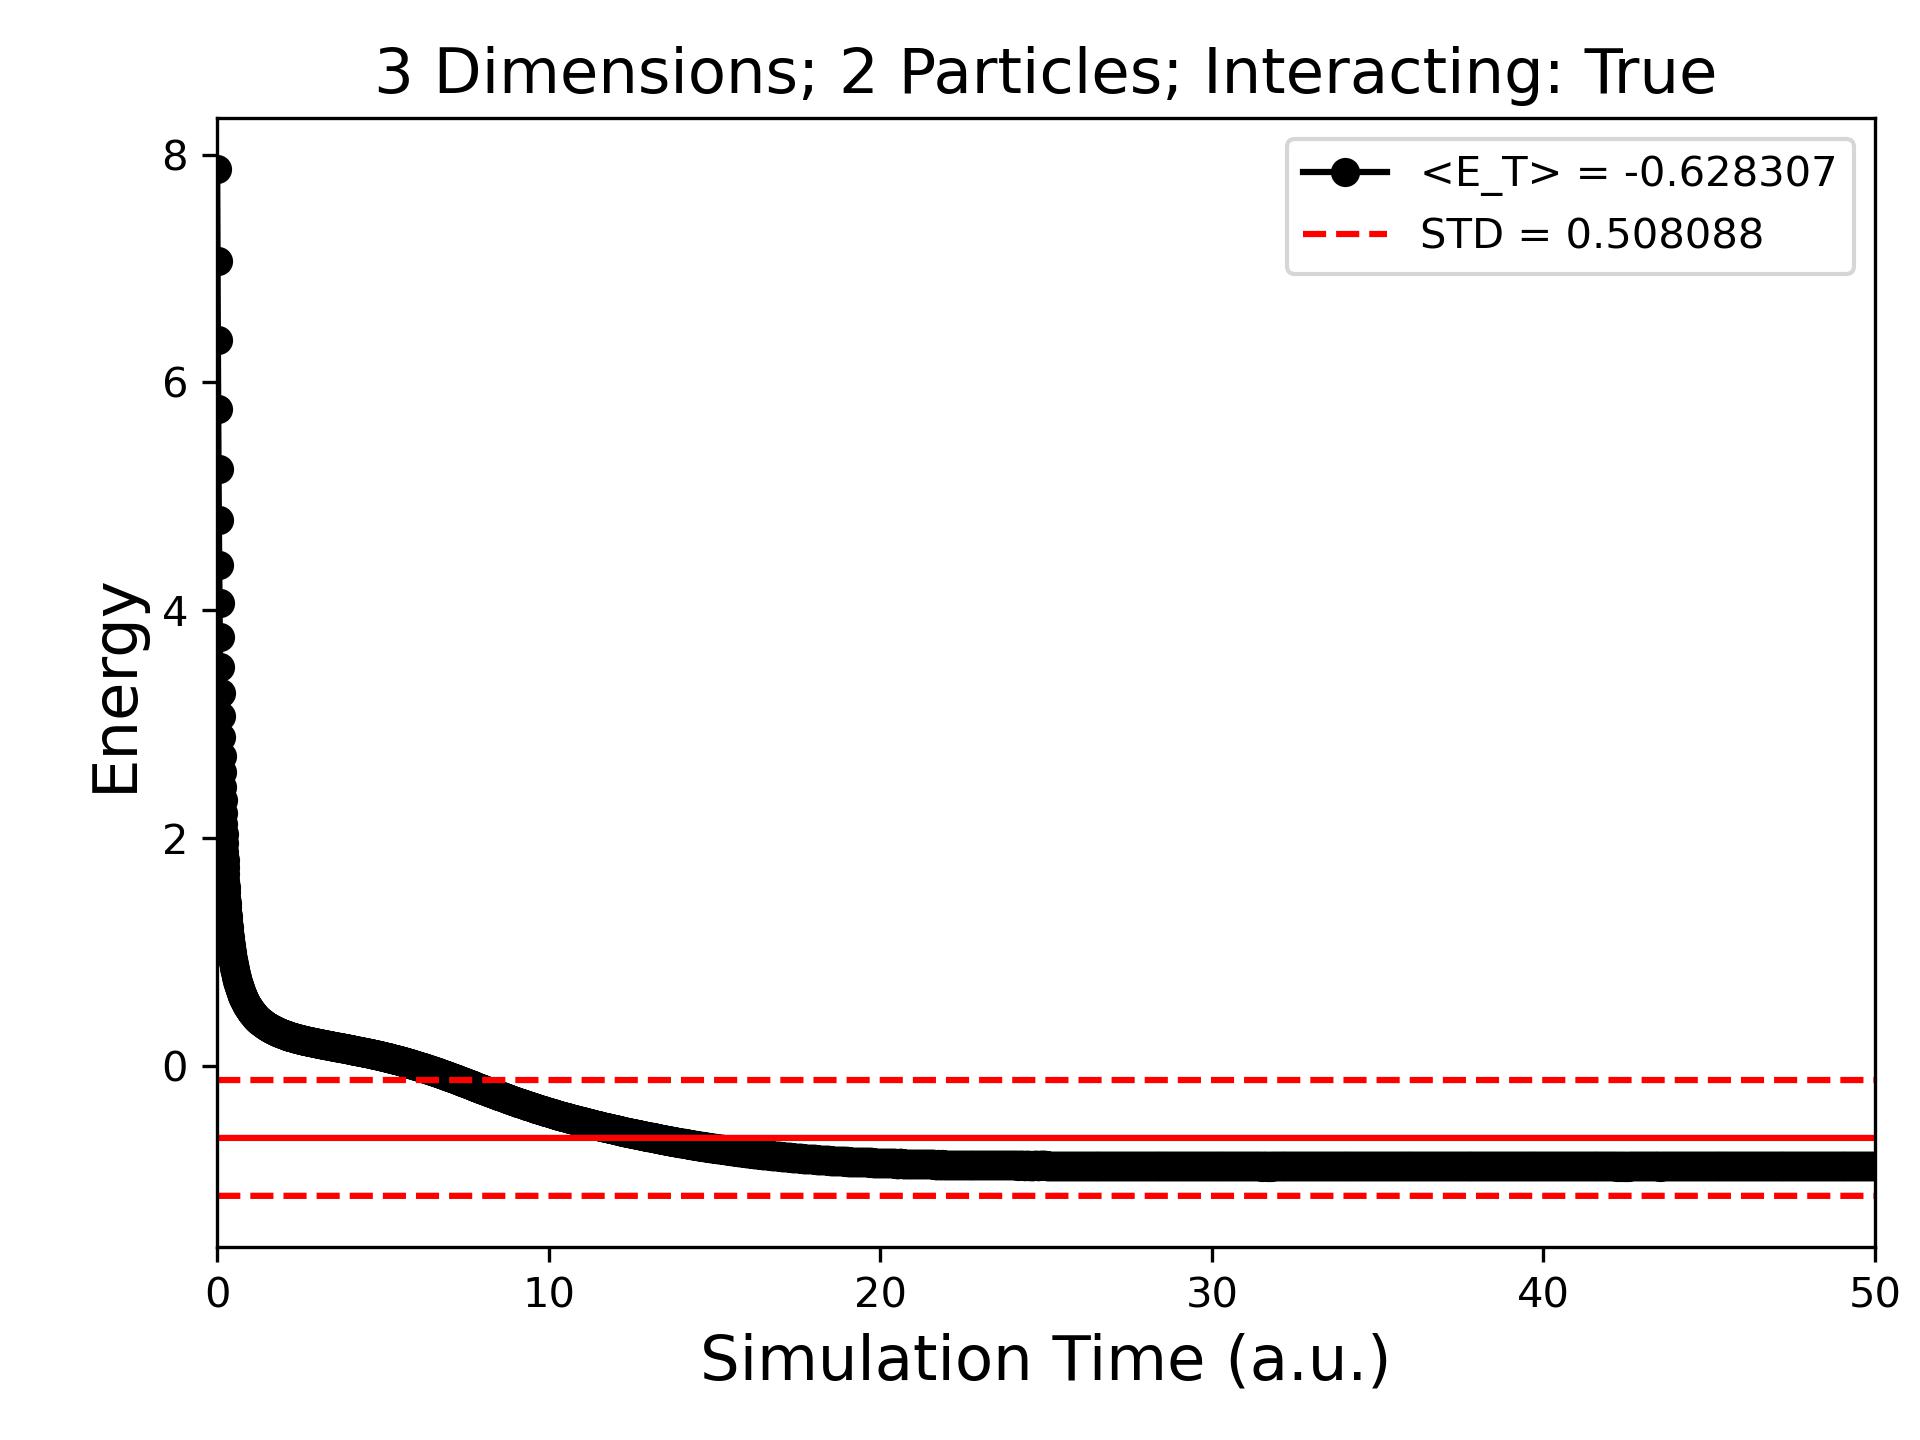 3 Dimensions; 2 Particles; Interacting: True
<E_T> = -0.628307
STD = 0.508088
Energy
8
6
4
2
0
0 10 20 30 40 50
Simulation Time (a.u.)